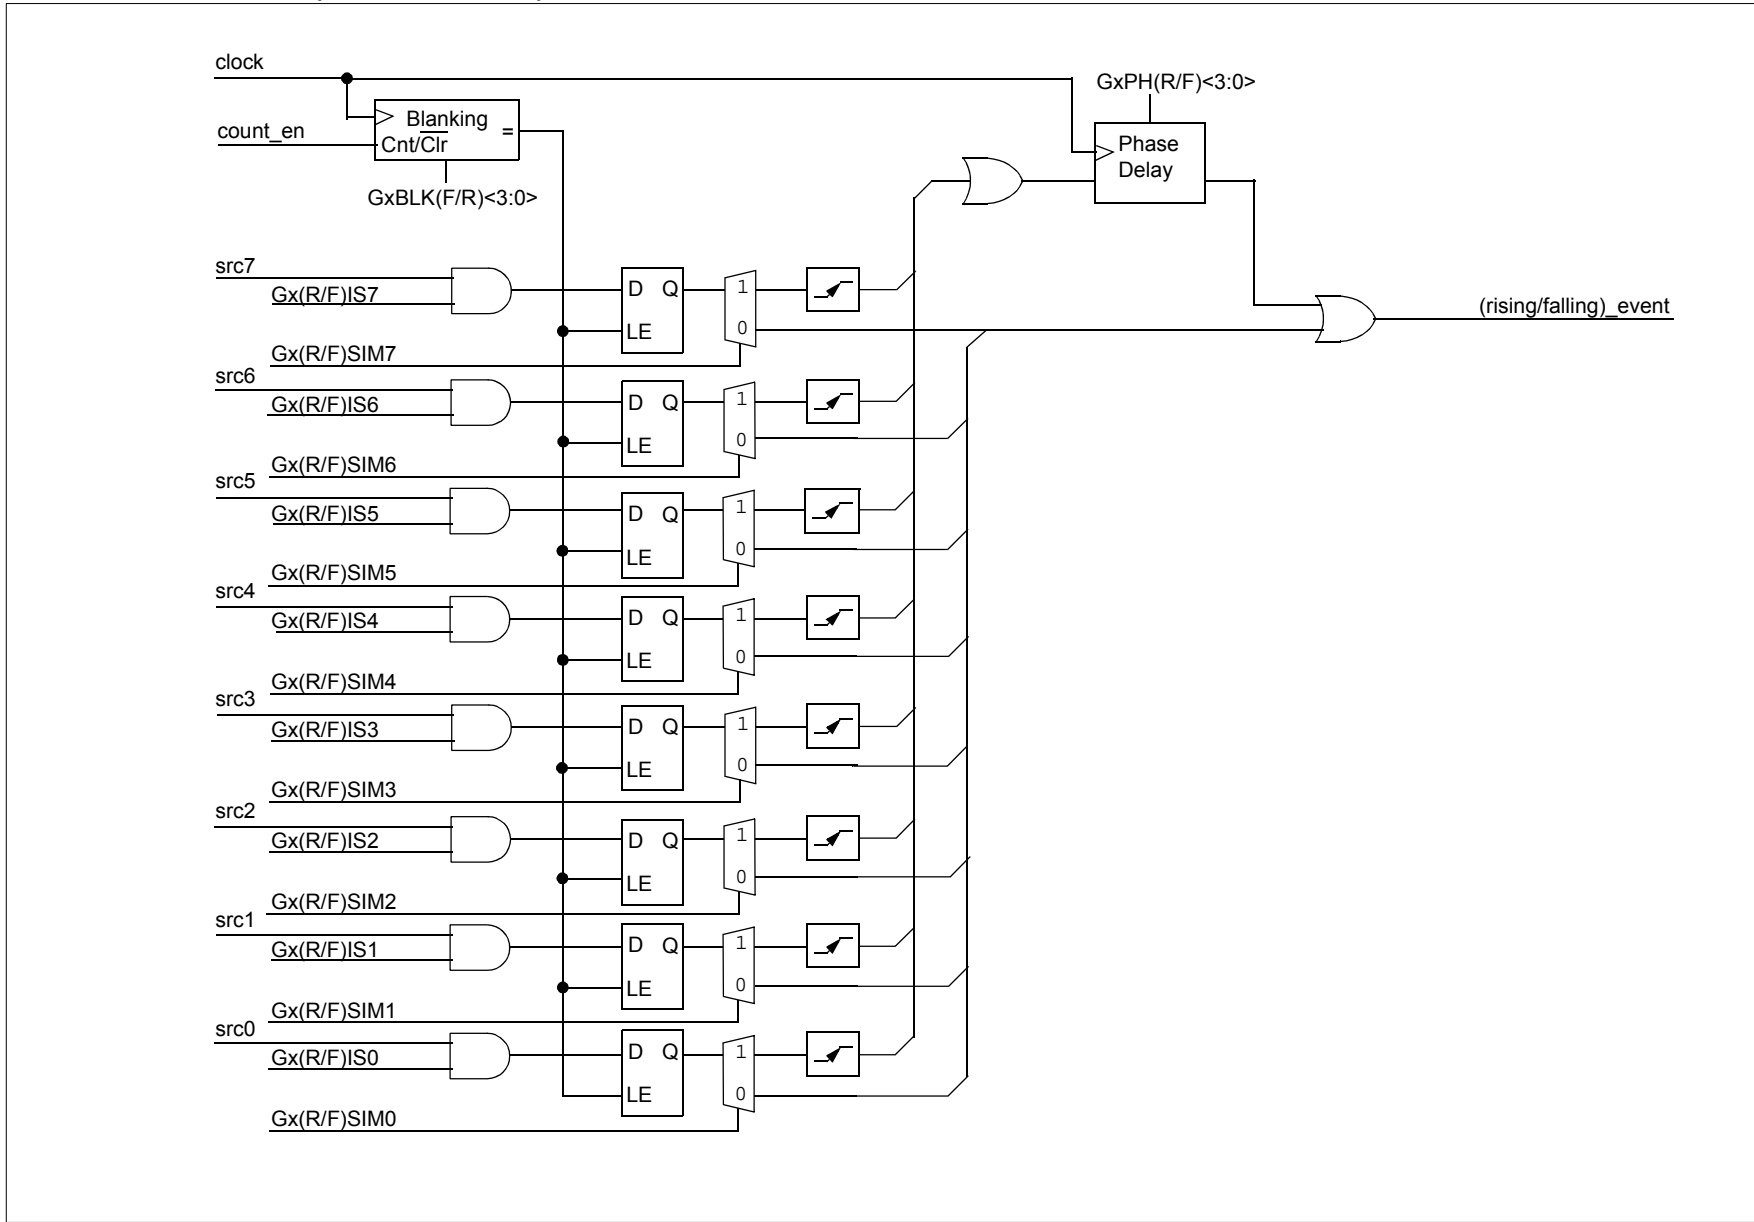 clock
GxPH(R/F)<3:0>
Blanking =
count_en
Cnt/Clr
Phase
Delay
GxBLK(F/R)<3:0>
src7
Gx(R/F)IS7
D Q
1
(rising/falling)_event
LE
0
Gx(R/F)SIM7
src6
Gx(R/F)IS6
D Q
1
LE
0
Gx(R/F)SIM6
src5
Gx(R/F)IS5
D Q
1
LE
0
Gx(R/F)SIM5
src4
Gx(R/F)IS4
D Q
1
LE
0
Gx(R/F)SIM4
src3
Gx(R/F)IS3
D Q
1
LE
0
Gx(R/F)SIM3
src2
Gx(R/F)IS2
D Q
1
LE
0
Gx(R/F)SIM2
src1
Gx(R/F)IS1
D Q
1
LE
0
Gx(R/F)SIM1
src0
Gx(R/F)IS0
D Q
1
LE
0
Gx(R/F)SIM0